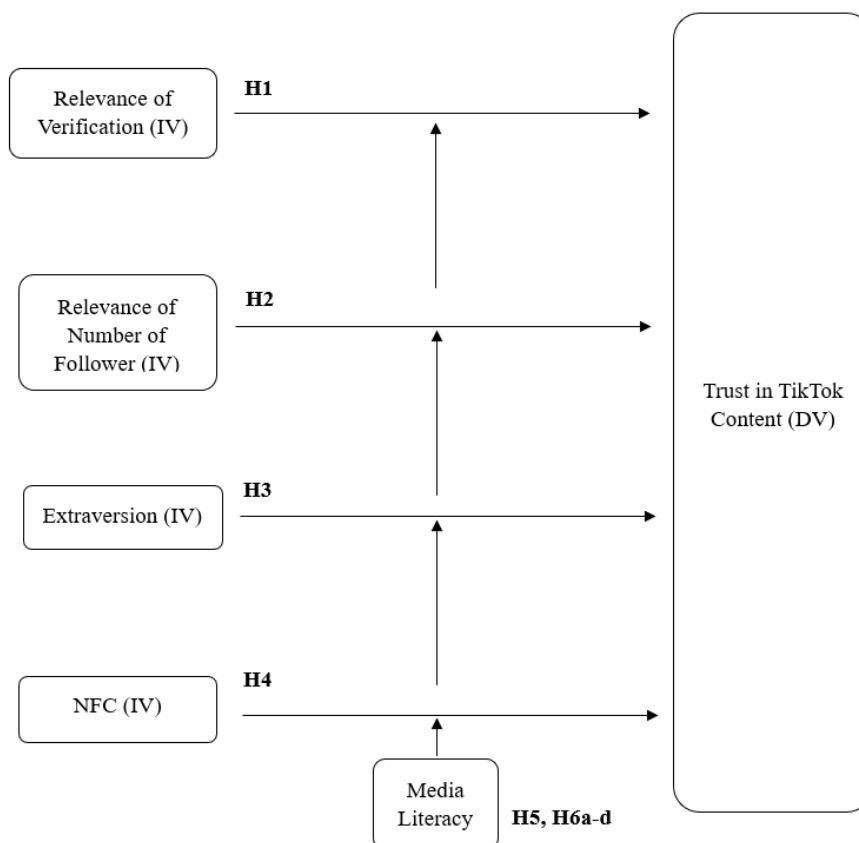 H1
Relevance of
Verification (IV)
H2
Relevance of
Number of
Follower (IV)
Trust in TikTok
Content (DV)
H3
Extraversion (IV)
H4
NFC (IV)
Media
Literacy
H5, H6a-d